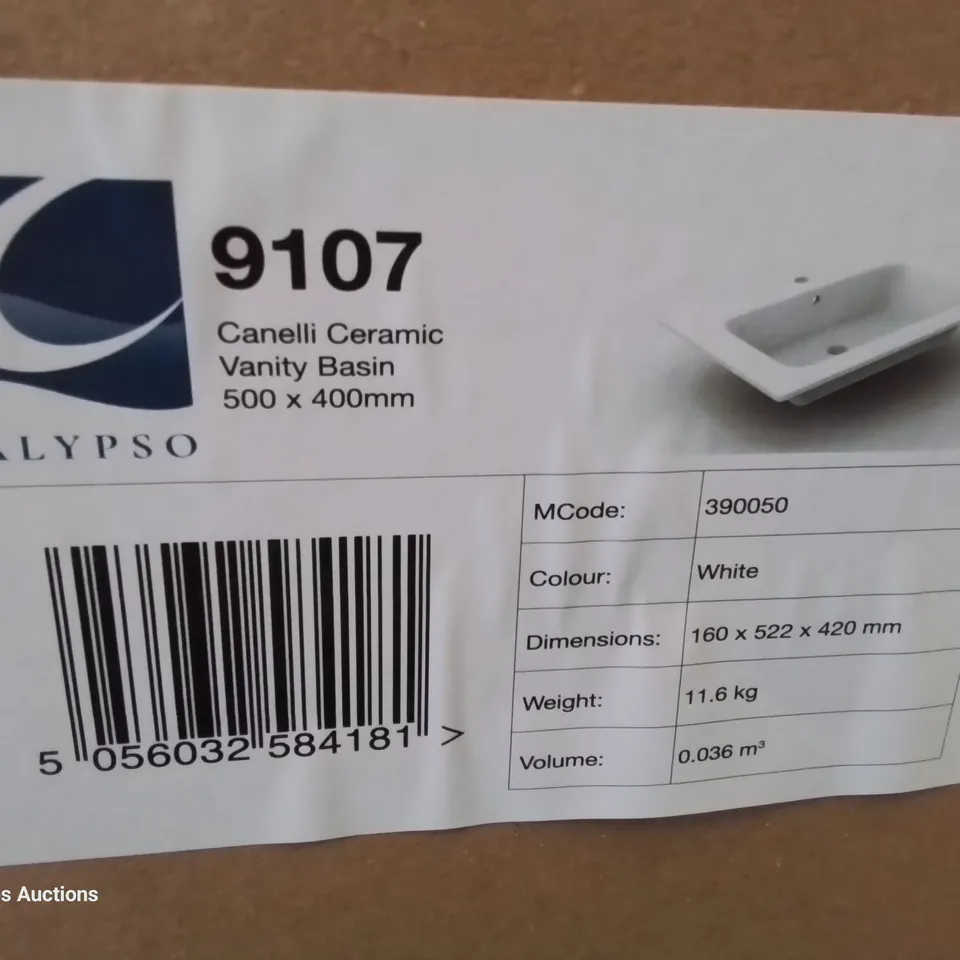 9107
Canelli Ceramic
Vanity Basin
500 x 400mm
ALYPSO
MCode: 390050
Colour: White
Dimensions: 160 x 522 x 420 mm
Weight: 11.6 kg
Volume: 0.036 m³
5 056032 584181 >
s Auctions